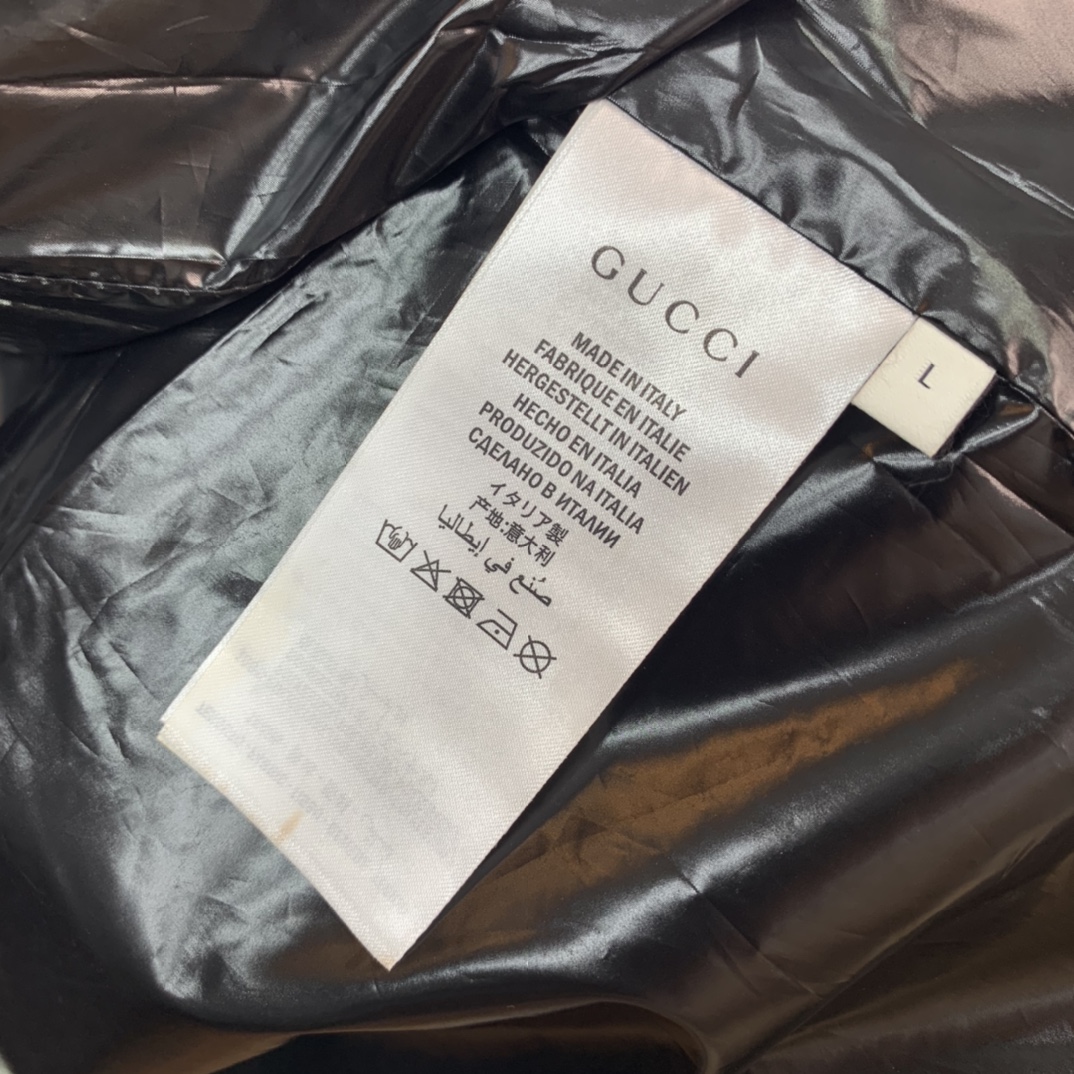 GUCCI
MADE IN ITALY
FABRIQUE EN ITALIE
HERGESTELLT IN ITALIEN
HECHO EN ITALIA
PRODUZIDO NA ITALIA
СДЕЛАНО В ИТАЛИИ
イタリア製
产地:意大利
صُنع في إيطاليا
L